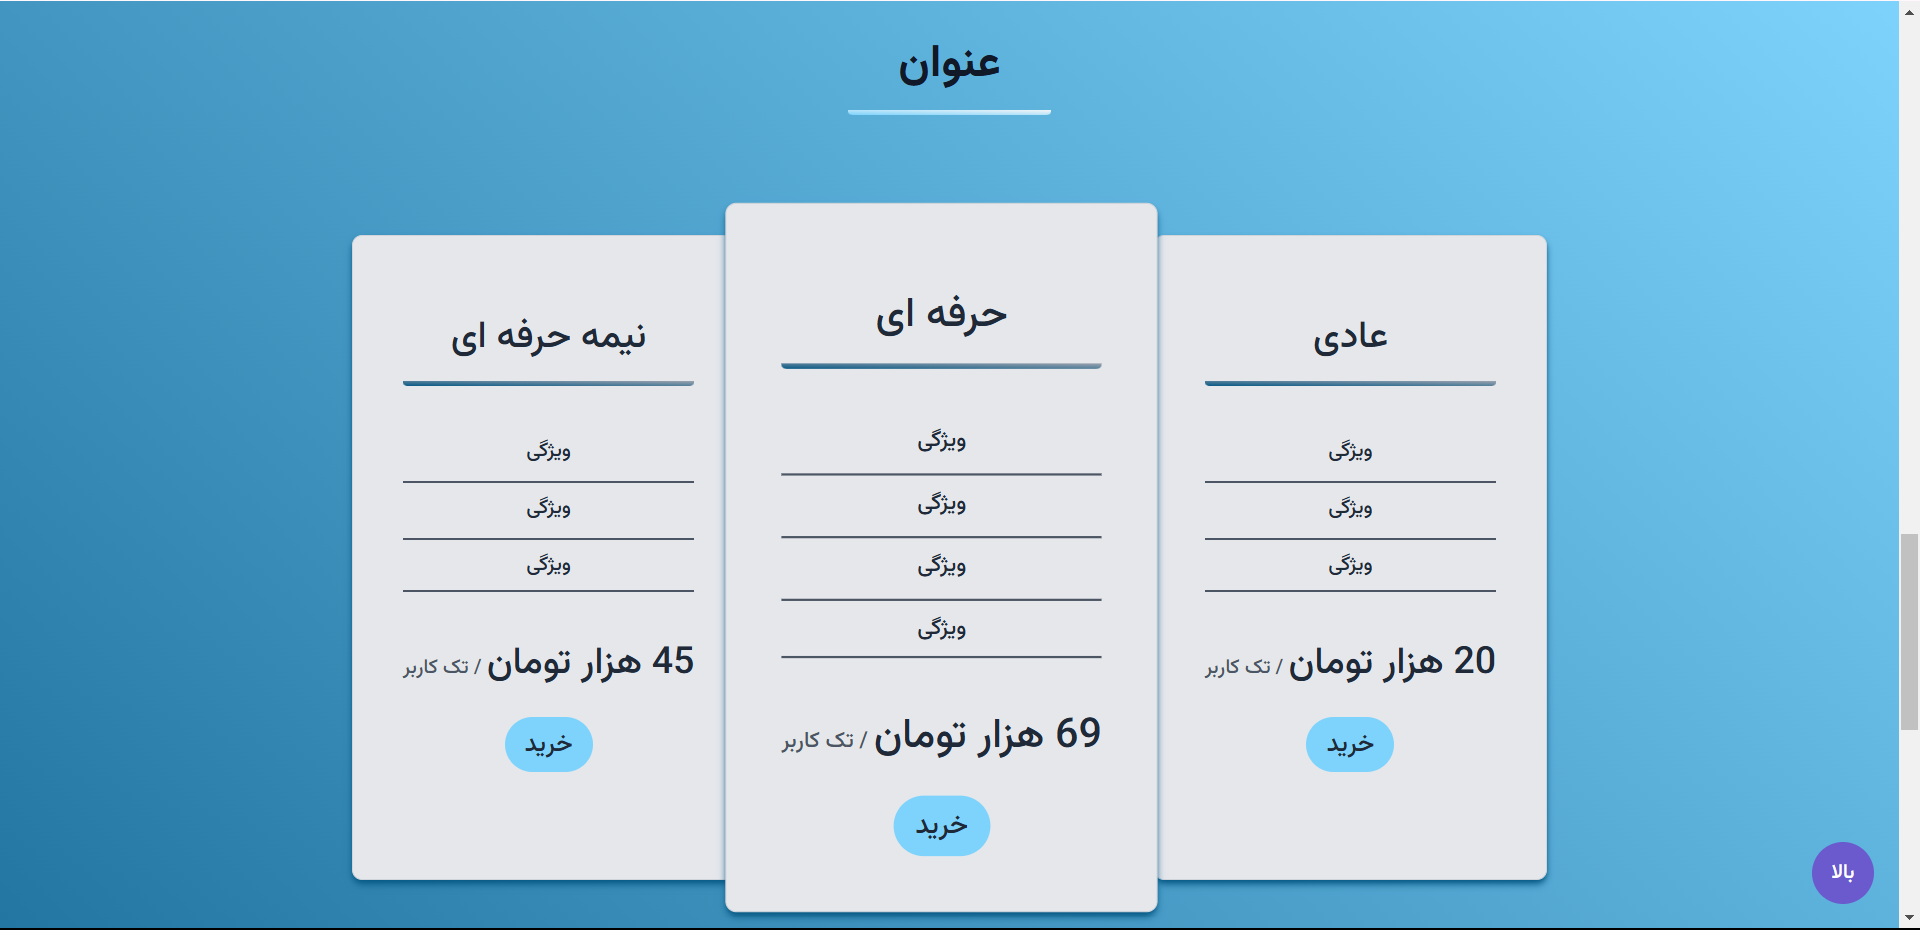 عنوان
عادی
ویژگی
ویژگی
ویژگی
20 هزار تومان / تک کاربر
خرید
حرفه ای
ویژگی
ویژگی
ویژگی
ویژگی
69 هزار تومان / تک کاربر
خرید
نیمه حرفه ای
ویژگی
ویژگی
ویژگی
45 هزار تومان / تک کاربر
خرید
بالا